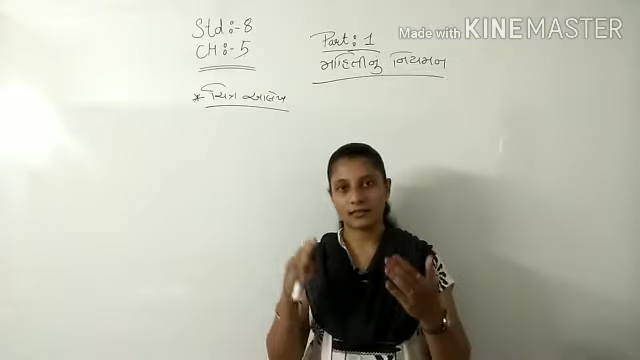 Std :- 8
CH :- 5
Part : 1
માહિતીનુ નિયમન
* ચિત્ર આલેખ
Made with KINEMASTER